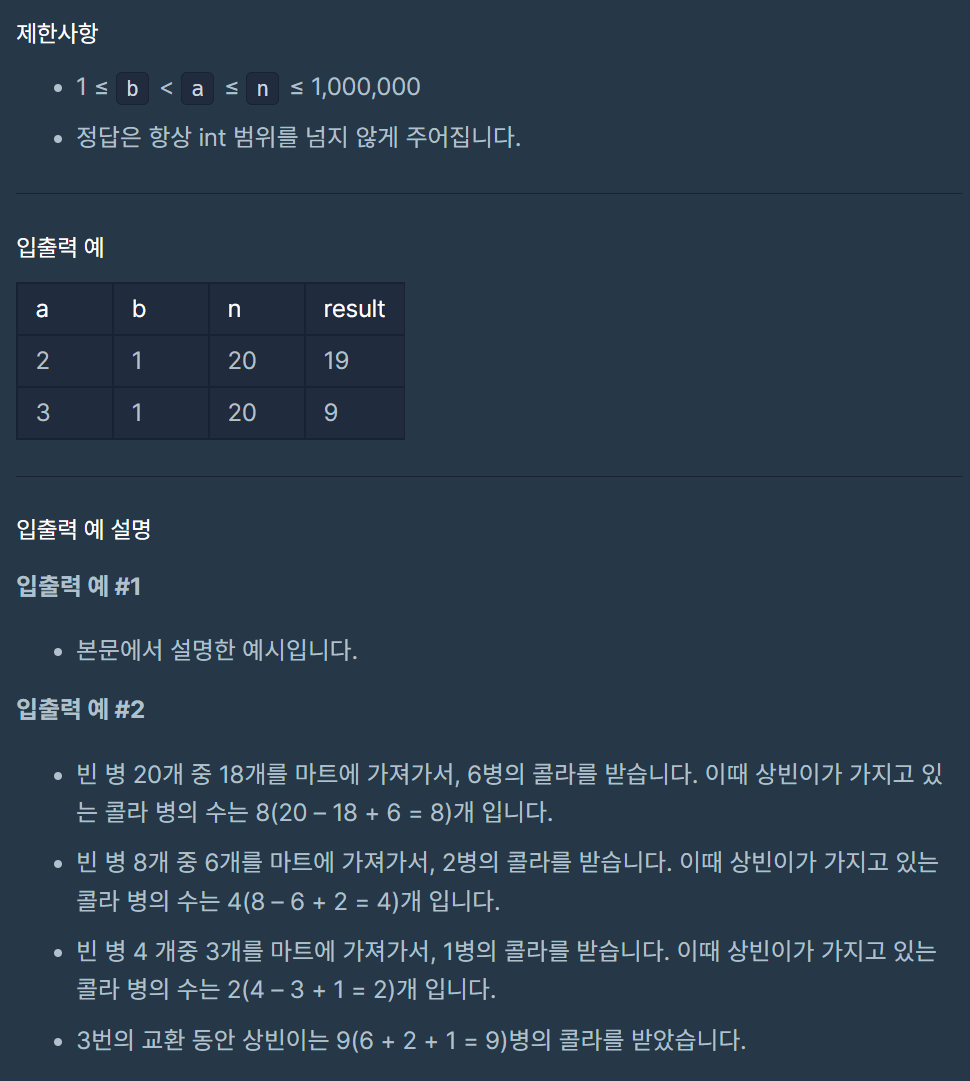 제한사항
• 1 ≤ b < a ≤ n ≤ 1,000,000
• 정답은 항상 int 범위를 넘지 않게 주어집니다.
입출력 예
a b n result
2 1 20 19
3 1 20 9
입출력 예 설명
입출력 예 #1
• 본문에서 설명한 예시입니다.
입출력 예 #2
• 빈 병 20개 중 18개를 마트에 가져가서, 6병의 콜라를 받습니다. 이때 상빈이가 가지고 있
는 콜라 병의 수는 8(20 – 18 + 6 = 8)개 입니다.
• 빈 병 8개 중 6개를 마트에 가져가서, 2병의 콜라를 받습니다. 이때 상빈이가 가지고 있는
콜라 병의 수는 4(8 – 6 + 2 = 4)개 입니다.
• 빈 병 4 개중 3개를 마트에 가져가서, 1병의 콜라를 받습니다. 이때 상빈이가 가지고 있는
콜라 병의 수는 2(4 – 3 + 1 = 2)개 입니다.
• 3번의 교환 동안 상빈이는 9(6 + 2 + 1 = 9)병의 콜라를 받았습니다.